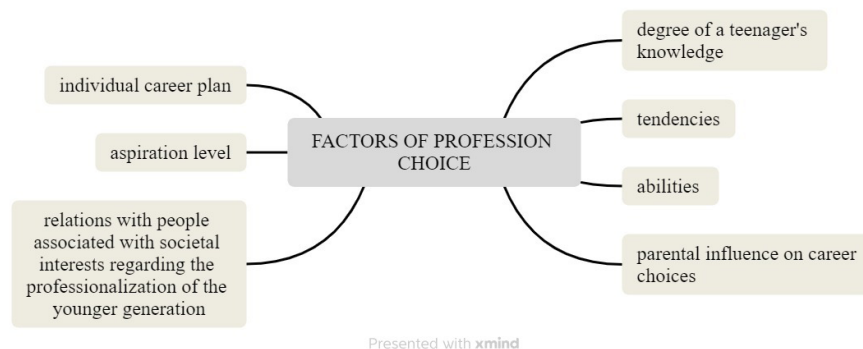 FACTORS OF PROFESSION
CHOICE
individual career plan
aspiration level
relations with people
associated with societal
interests regarding the
professionalization of the
younger generation
degree of a teenager's
knowledge
tendencies
abilities
parental influence on career
choices
Presented with xmind